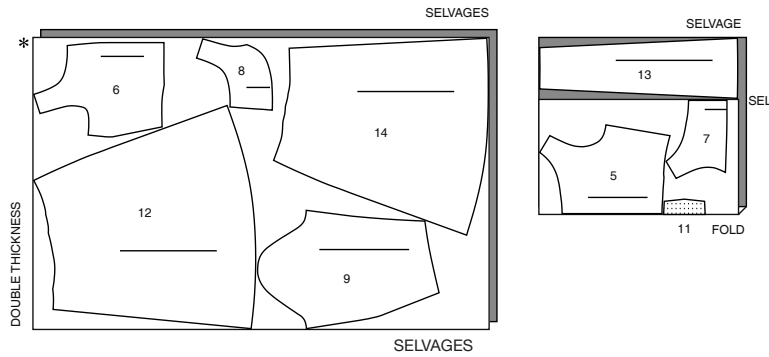 SELVAGES
SELVAGE
*
6
8
14
13
SEL
7
5
12
9
11
FOLD
DOUBLE THICKNESS
SELVAGES